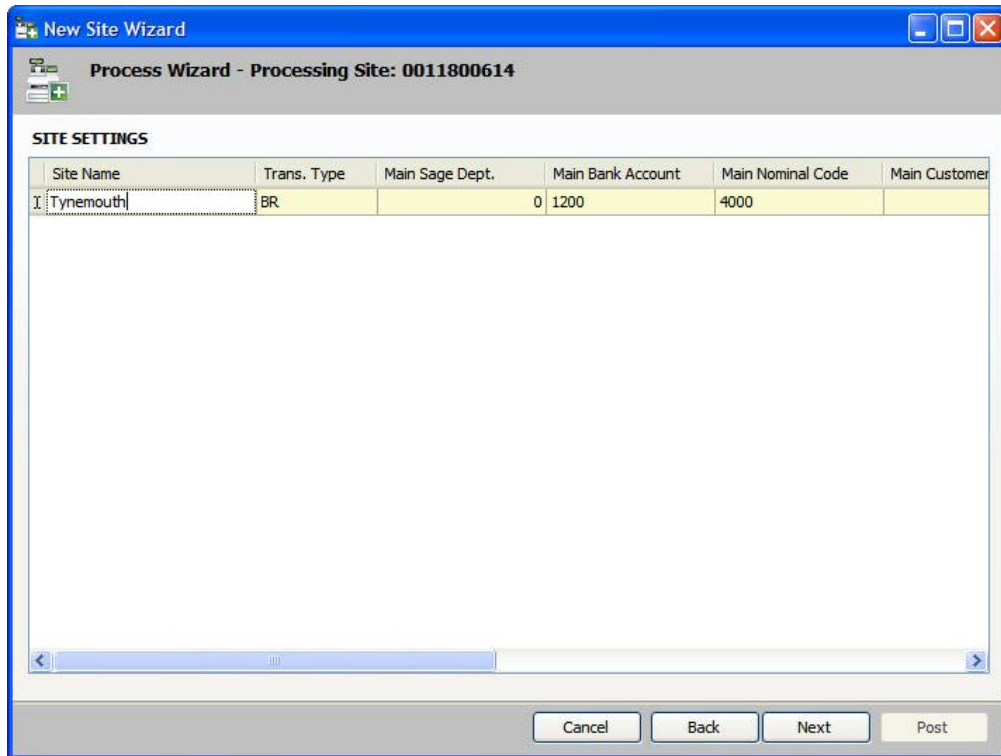 New Site Wizard
Process Wizard - Processing Site: 0011800614
SITE SETTINGS
Site Name Trans. Type Main Sage Dept. Main Bank Account Main Nominal Code Main Customer
Tynemouth BR 0 1200 4000
Cancel Back Next Post